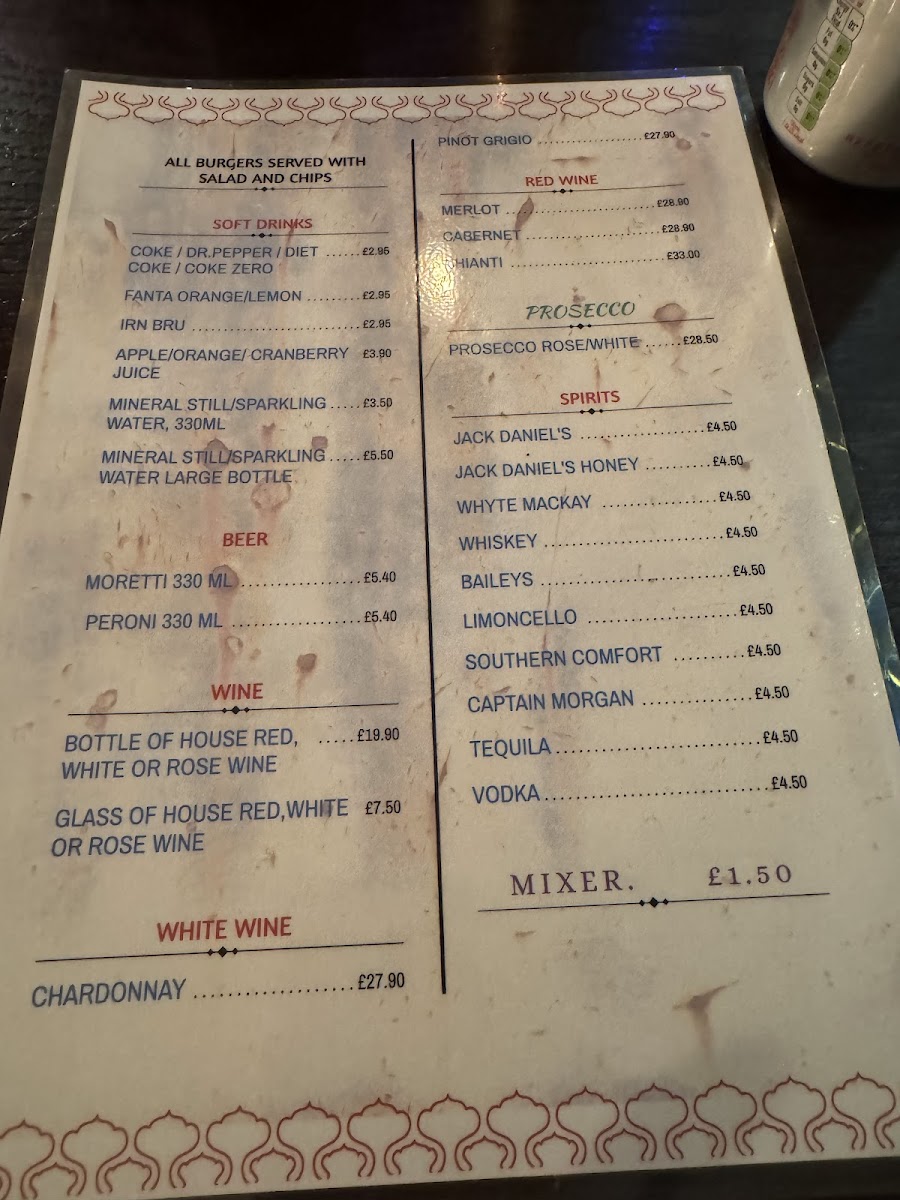 ALL BURGERS SERVED WITH
SALAD AND CHIPS
SOFT DRINKS
COKE / DR.PEPPER / DIET ......£2.95
COKE / COKE ZERO
FANTA ORANGE/LEMON .........£2.95
IRN BRU ............................£2.95
APPLE/ORANGE/ CRANBERRY £3.90
JUICE
MINERAL STILL/SPARKLING .....£3.50
WATER, 330ML
MINERAL STILL/SPARKLING .....£5.50
WATER LARGE BOTTLE
BEER
MORETTI 330 ML ..................£5.40
PERONI 330 ML ...................£5.40
WINE
BOTTLE OF HOUSE RED, .....£19.90
WHITE OR ROSE WINE
GLASS OF HOUSE RED,WHITE £7.50
OR ROSE WINE
WHITE WINE
CHARDONNAY ....................£27.90
PINOT GRIGIO ....................£27.90
RED WINE
MERLOT ............................£28.90
CABERNET .........................£28.90
CHIANTI ............................£33.00
PROSECCO
PROSECCO ROSE/WHITE ......£28.50
SPIRITS
JACK DANIEL'S ...................£4.50
JACK DANIEL'S HONEY ..........£4.50
WHYTE MACKAY .................£4.50
WHISKEY ...........................£4.50
BAILEYS ............................£4.50
LIMONCELLO ......................£4.50
SOUTHERN COMFORT ..........£4.50
CAPTAIN MORGAN ...............£4.50
TEQUILA ............................£4.50
VODKA ..............................£4.50
MIXER. £1.50